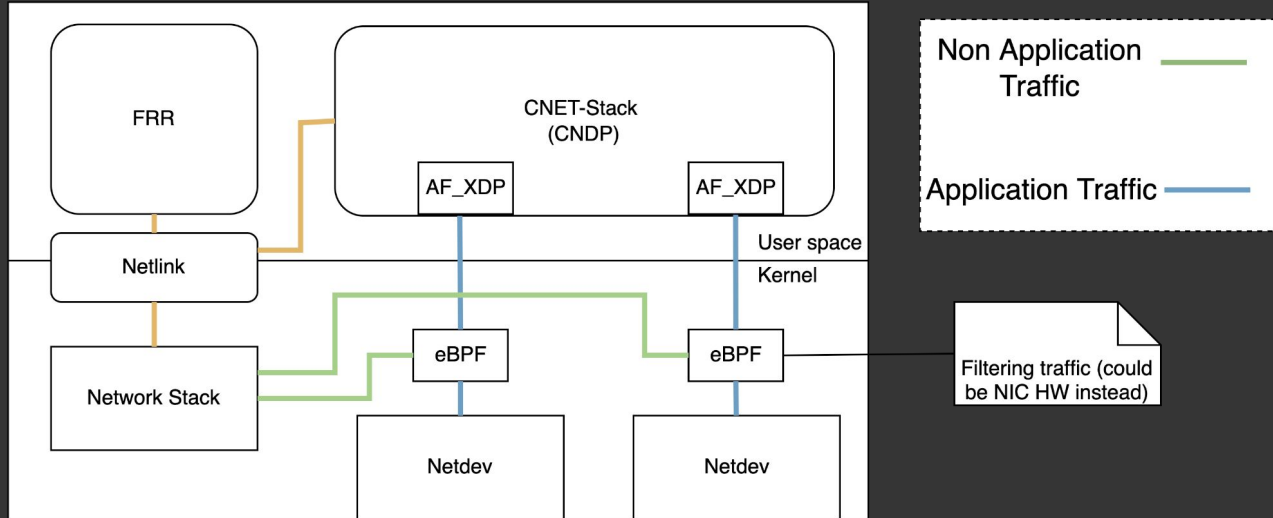 FRR
CNET-Stack
(CNDP)
AF_XDP
AF_XDP
Non Application
Traffic
Application Traffic
User space
Netlink
Kernel
eBPF
eBPF
Filtering traffic (could
be NIC HW instead)
Network Stack
Netdev
Netdev